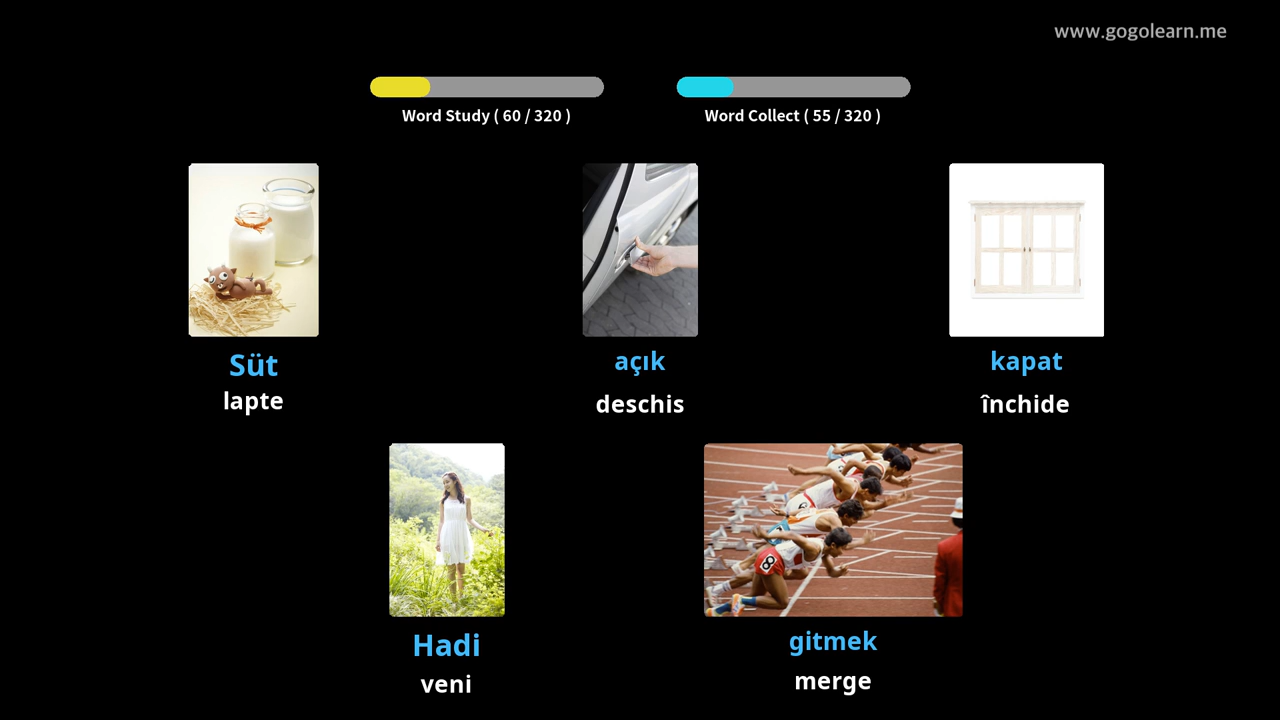 www.gogolearn.me
Word Study ( 60 / 320 )
Word Collect ( 55 / 320 )
Süt
lapte
açık
deschis
kapat
închide
Hadi
veni
gitmek
merge